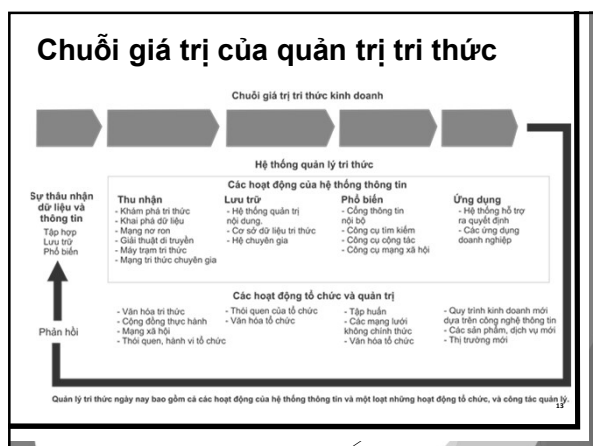 Chuỗi giá trị của quản trị tri thức
Chuỗi giá trị tri thức kinh doanh
Hệ thống quản lý tri thức
Sự thâu nhận
dữ liệu và
thông tin
Tập hợp
Lưu trữ
Phổ biến
Phản hồi
Các hoạt động của hệ thống thông tin
Thu nhận
- Khám phá tri thức
- Khai phá dữ liệu
- Mạng nơ ron
- Giải thuật di truyền
- Máy trạm tri thức
- Mạng tri thức chuyên gia
Lưu trữ
- Hệ thống quản trị
nội dung.
- Cơ sở dữ liệu tri thức
- Hệ chuyên gia
Phổ biến
- Cổng thông tin
nội bộ
- Công cụ tìm kiếm
- Công cụ cộng tác
- Công cụ mạng xã hội
Ứng dụng
- Hệ thống hỗ trợ
ra quyết định
- Các ứng dụng
doanh nghiệp
Các hoạt động tổ chức và quản trị
- Văn hóa tri thức
- Cộng đồng thực hành
- Mạng xã hội
- Thói quen, hành vi tổ chức
- Thói quen của tổ chức
- Văn hóa tổ chức
- Tập huấn
- Các mạng lưới
không chính thức
- Văn hóa tổ chức
- Quy trình kinh doanh mới
dựa trên công nghệ thông tin
- Các sản phẩm, dịch vụ mới
- Thị trường mới
Quản lý tri thức ngày nay bao gồm cả các hoạt động của hệ thống thông tin và một loạt những hoạt động tổ chức, và công tác quản lý.
13